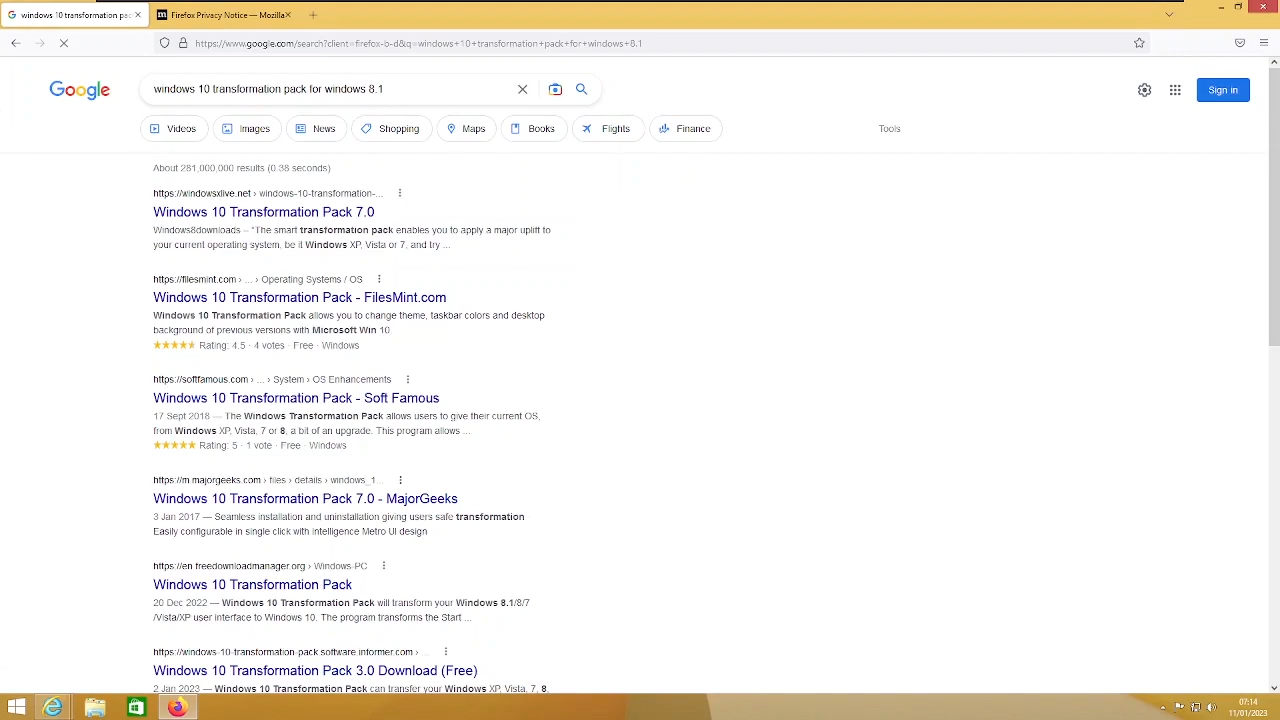 windows 10 transformation pac
Firefox Privacy Notice — Mozilla
https://www.google.com/search?client=firefox-b-d&q=windows+10+transformation+pack+for+windows+8.1
Google
windows 10 transformation pack for windows 8.1
Sign in
Videos
Images
News
Shopping
Maps
Books
Flights
Finance
Tools
About 281,000,000 results (0.38 seconds)
https://windowsxlive.net › windows-10-transformation-...
Windows 10 Transformation Pack 7.0
Windows8downloads – "The smart transformation pack enables you to apply a major uplift to
your current operating system, be it Windows XP, Vista or 7, and try ...
https://filesmint.com › ... › Operating Systems / OS
Windows 10 Transformation Pack - FilesMint.com
Windows 10 Transformation Pack allows you to change theme, taskbar colors and desktop
background of previous versions with Microsoft Win 10.
Rating: 4.5 · 4 votes · Free · Windows
https://softfamous.com › ... › System › OS Enhancements
Windows 10 Transformation Pack - Soft Famous
17 Sept 2018 — The Windows Transformation Pack allows users to give their current OS,
from Windows XP, Vista, 7 or 8, a bit of an upgrade. This program allows ...
Rating: 5 · 1 vote · Free · Windows
https://m.majorgeeks.com › files › details › windows_1...
Windows 10 Transformation Pack 7.0 - MajorGeeks
3 Jan 2017 — Seamless installation and uninstallation giving users safe transformation
Easily configurable in single click with intelligence Metro UI design
https://en.freedownloadmanager.org › Windows-PC
Windows 10 Transformation Pack
20 Dec 2022 — Windows 10 Transformation Pack will transform your Windows 8.1/8/7
/Vista/XP user interface to Windows 10. The program transforms the Start ...
https://windows-10-transformation-pack.software.informer.com › ...
Windows 10 Transformation Pack 3.0 Download (Free)
2 Jan 2023 — Windows 10 Transformation Pack can transfer your Windows XP, Vista, 7, 8,
07:14
11/01/2023